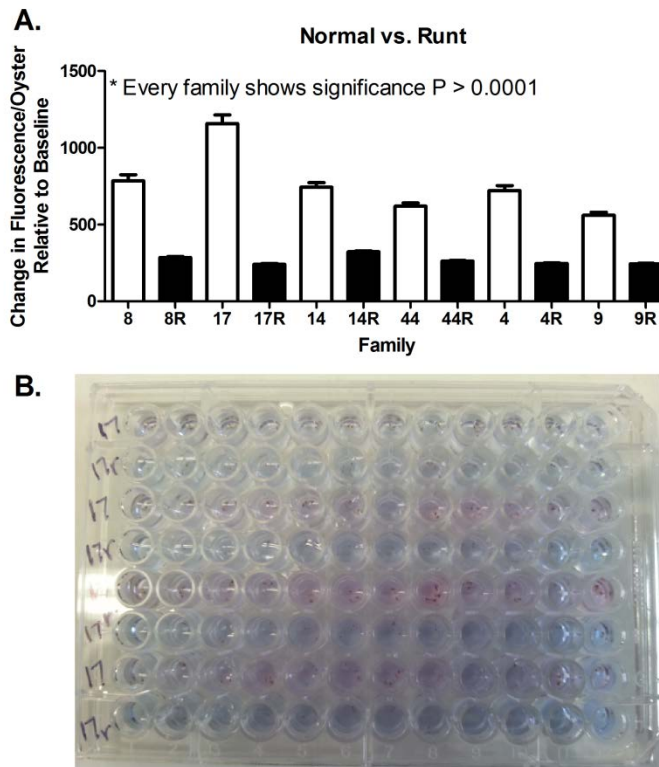 A.
Normal vs. Runt
* Every family shows significance P > 0.0001
Change in Fluorescence/Oyster
Relative to Baseline
1500
1000
500
0
8 8R 17 17R 14 14R 44 44R 4 4R 9 9R
Family
B.
17
17r
17
17r
17r
17
17r